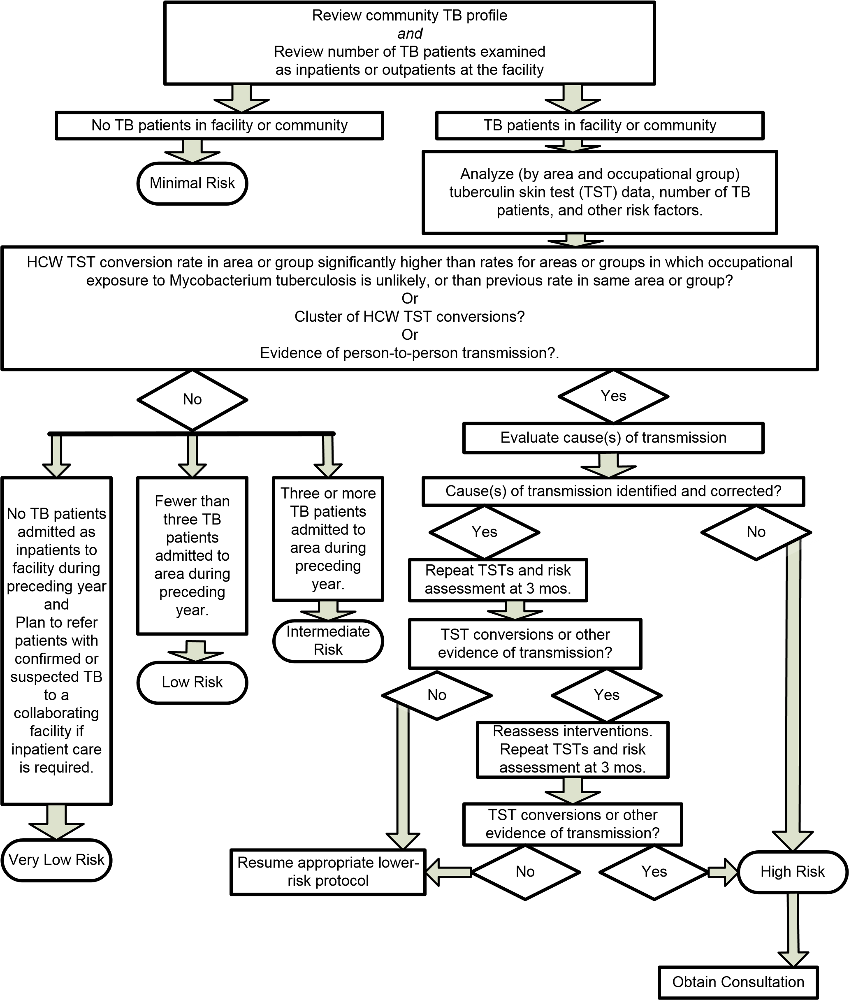 Review community TB profile
and
Review number of TB patients examined
as inpatients or outpatients at the facility
No TB patients in facility or community
TB patients in facility or community
Minimal Risk
Analyze (by area and occupational group)
tuberculin skin test (TST) data, number of TB
patients, and other risk factors.
HCW TST conversion rate in area or group significantly higher than rates for areas or groups in which occupational
exposure to Mycobacterium tuberculosis is unlikely, or than previous rate in same area or group?
Or
Cluster of HCW TST conversions?
Or
Evidence of person-to-person transmission?.
No
Yes
No TB patients
admitted as
inpatients to
facility during
preceding year
and
Plan to refer
patients with
confirmed or
suspected TB
to a
collaborating
facility if
inpatient care
is required.
Very Low Risk
Fewer than
three TB
patients
admitted to
area during
preceding
year.
Low Risk
Three or more
TB patients
admitted to
area during
preceding
year.
Intermediate
Risk
Evaluate cause(s) of transmission
Cause(s) of transmission identified and corrected?
Yes
No
Repeat TSTs and risk
assessment at 3 mos.
TST conversions or other
evidence of transmission?
No
Yes
Reassess interventions.
Repeat TSTs and risk
assessment at 3 mos.
TST conversions or other
evidence of transmission?
Resume appropriate lower-
risk protocol
No
Yes
High Risk
Obtain Consultation